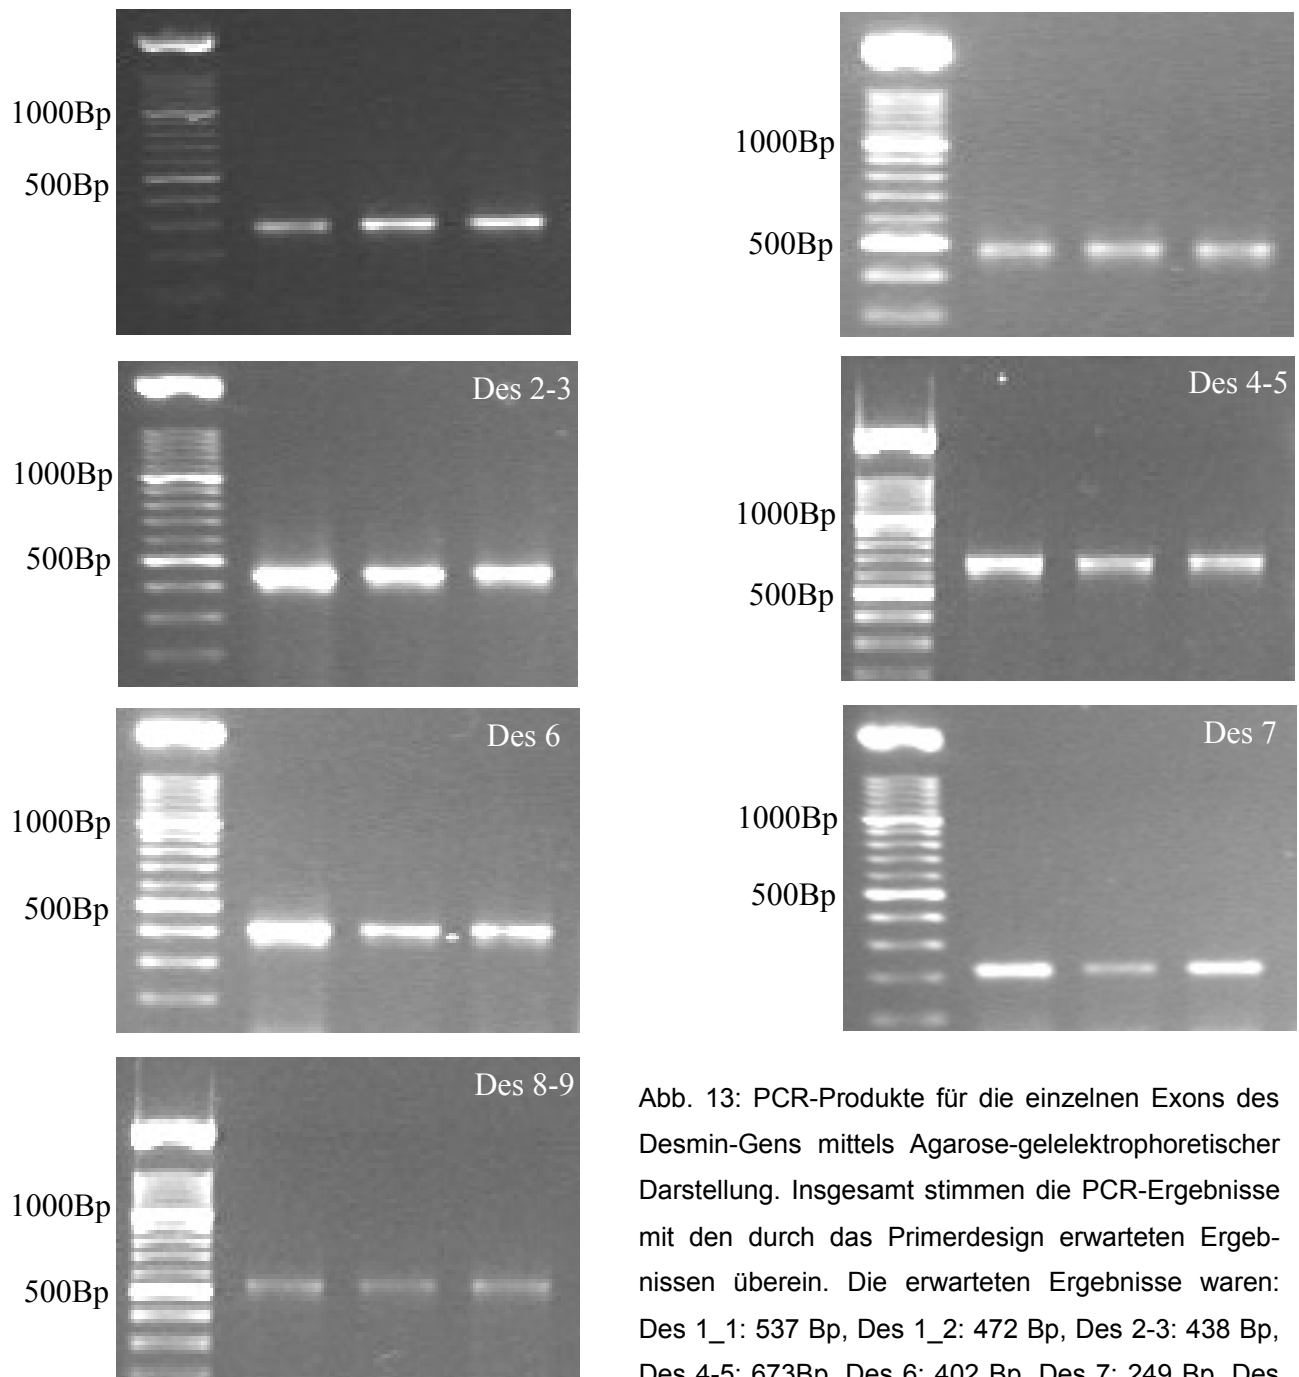 1000Bp
500Bp
1000Bp
500Bp
Des 2-3
1000Bp
500Bp
Des 4-5
1000Bp
500Bp
Des 6
1000Bp
500Bp
Des 7
1000Bp
500Bp
Des 8-9
1000Bp
500Bp
Abb. 13: PCR-Produkte für die einzelnen Exons des
Desmin-Gens mittels Agarose-gelelektrophoretischer
Darstellung. Insgesamt stimmen die PCR-Ergebnisse
mit den durch das Primerdesign erwarteten Ergeb-
nissen überein. Die erwarteten Ergebnisse waren:
Des 1_1: 537 Bp, Des 1_2: 472 Bp, Des 2-3: 438 Bp,
Des 4-5: 673Bp, Des 6: 402 Bp, Des 7: 249 Bp, Des